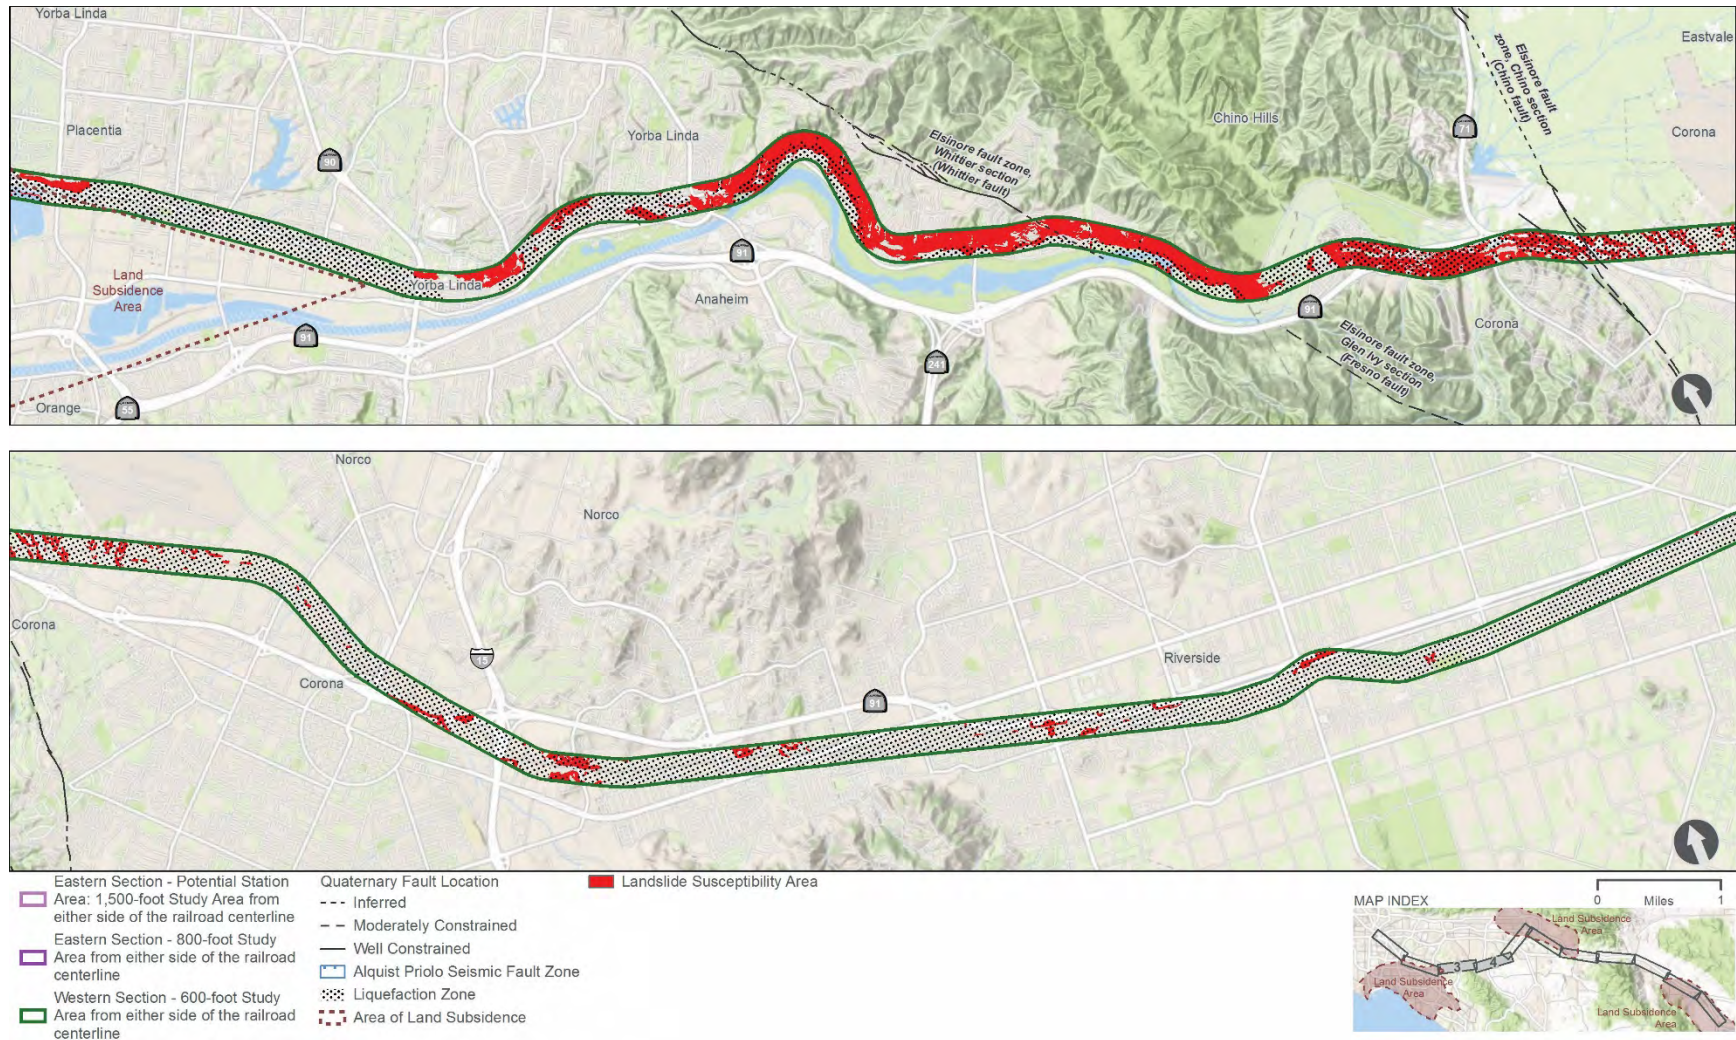 Yorba Linda
Eastvale
Elsinore fault
zone, Chino section
(Chino fault)
71
Chino Hills
Placentia
Yorba Linda
Corona
90
Elsinore fault zone,
Whittier section
(Whittier fault)
91
Land
Subsidence
Area
Yorba Linda
Anaheim
91
91
Corona
Elsinore fault zone,
Glen Ivy section
(Fresno fault)
241
Orange
55
Norco
Norco
Corona
15
Corona
Riverside
91
Eastern Section - Potential Station
Area: 1,500-foot Study Area from
either side of the railroad centerline
Eastern Section - 800-foot Study
Area from either side of the railroad
centerline
Western Section - 600-foot Study
Area from either side of the railroad
centerline
Quaternary Fault Location
Inferred
Moderately Constrained
Well Constrained
Alquist Priolo Seismic Fault Zone
Liquefaction Zone
Area of Land Subsidence
Landslide Susceptibility Area
0 Miles 1
MAP INDEX
Land Subsidence
Area
3
4
Land Subsidence
Area
Land Subsidence
Area